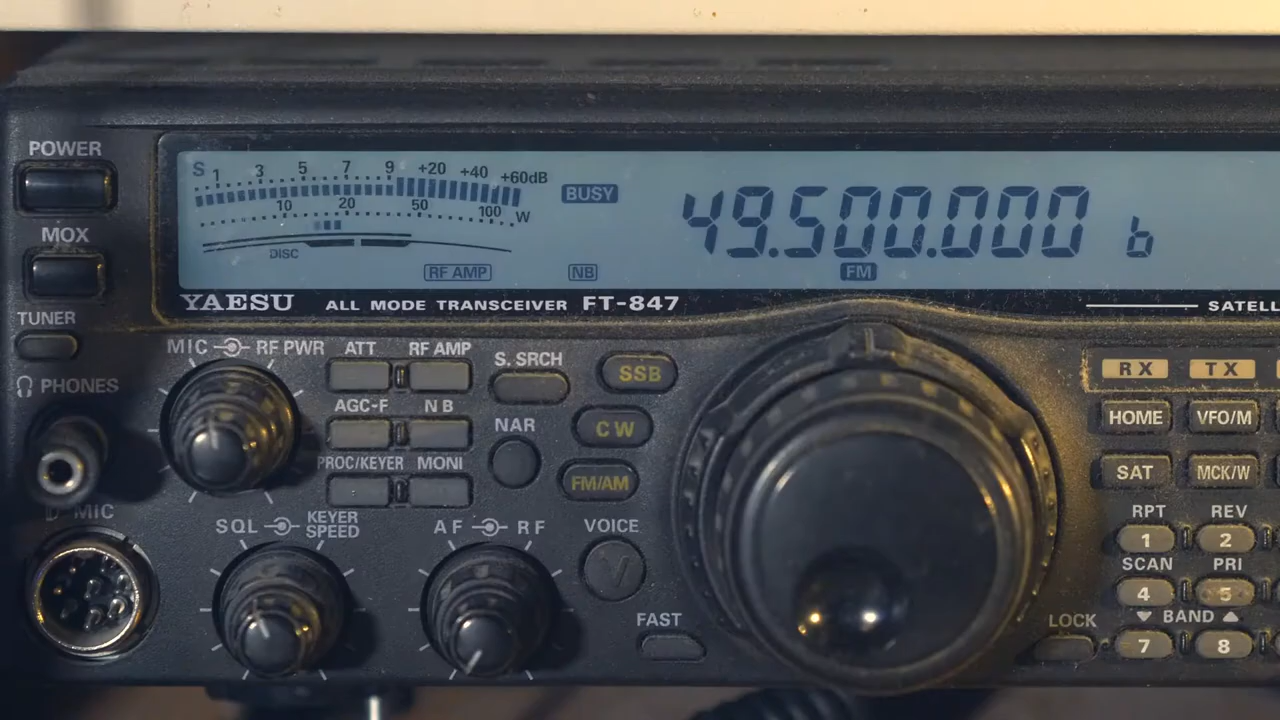 POWER
MOX
TUNER
PHONES
MIC
S 1 3 5 7 9 +20 +40 +60dB
10 20 50 100 W
DISC
BUSY
RF AMP
NB
49.500.000
b
FM
YAESU ALL MODE TRANSCEIVER FT-847
SATELL
MIC RF PWR
ATT
RF AMP
AGC-F
NB
PROC/KEYER
MONI
S. SRCH
NAR
SSB
CW
FM/AM
SQL
KEYER
SPEED
AF RF
VOICE
FAST
RX
TX
HOME
VFO/M
SAT
MCK/W
RPT
REV
1
2
SCAN
PRI
4
5
LOCK
BAND
7
8